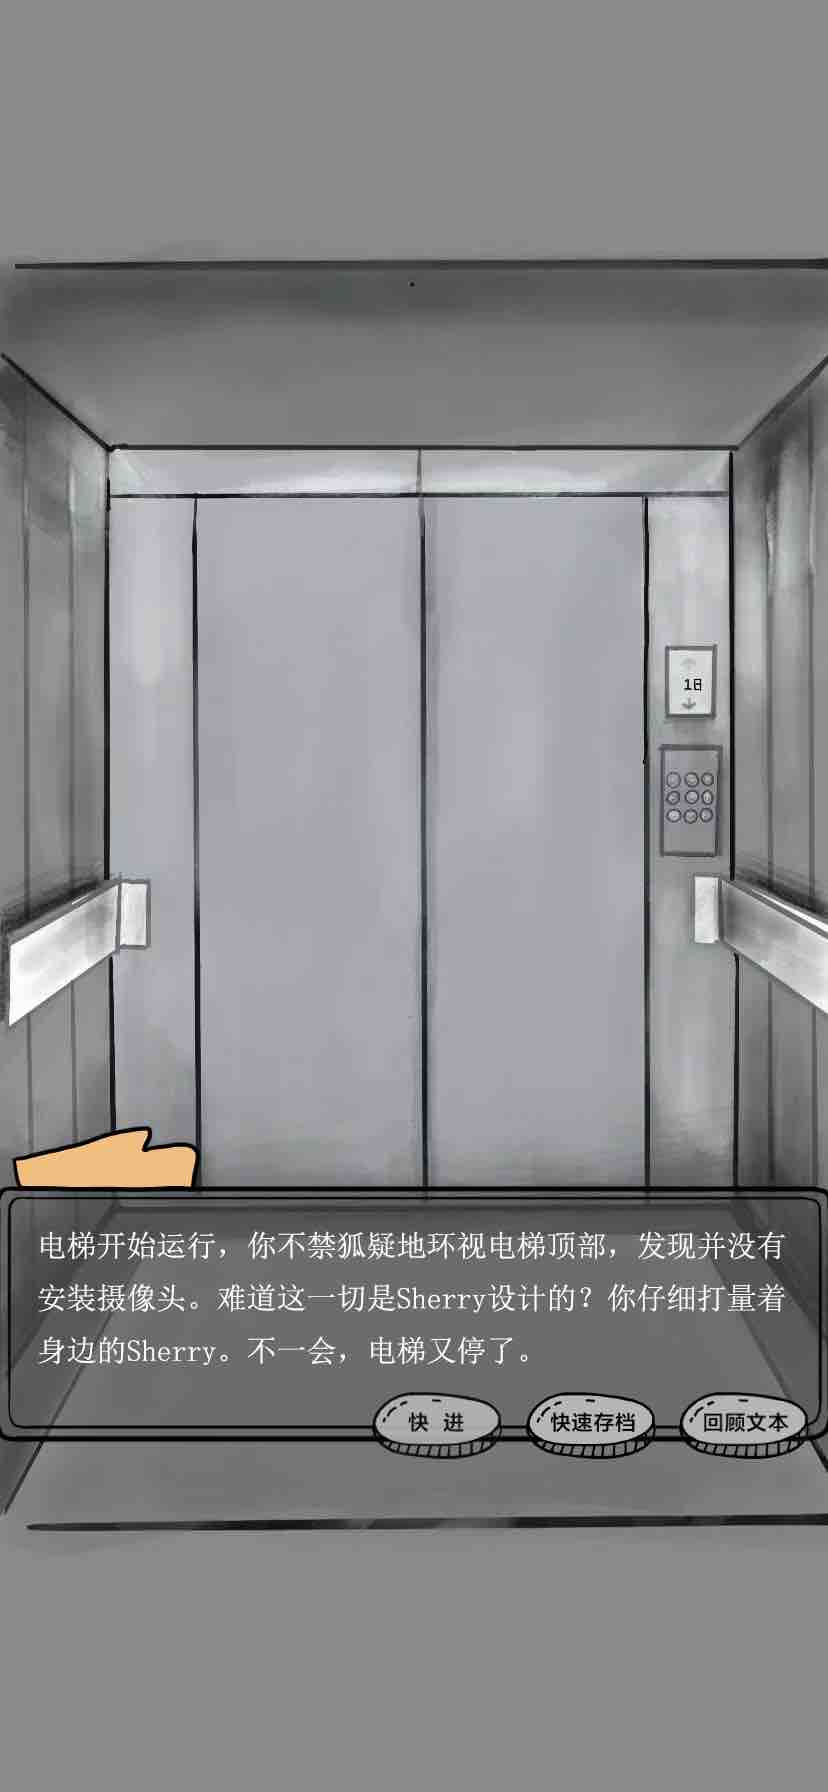 18
电梯开始运行，你不禁狐疑地环视电梯顶部，发现并没有
安装摄像头。难道这一切是Sherry设计的？你仔细打量着
身边的Sherry。不一会，电梯又停了。
快 进
快速存档
回顾文本